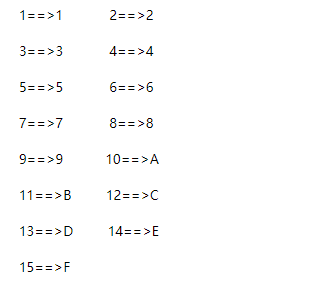 1==>1 2==>2
3==>3 4==>4
5==>5 6==>6
7==>7 8==>8
9==>9 10==>A
11==>B 12==>C
13==>D 14==>E
15==>F